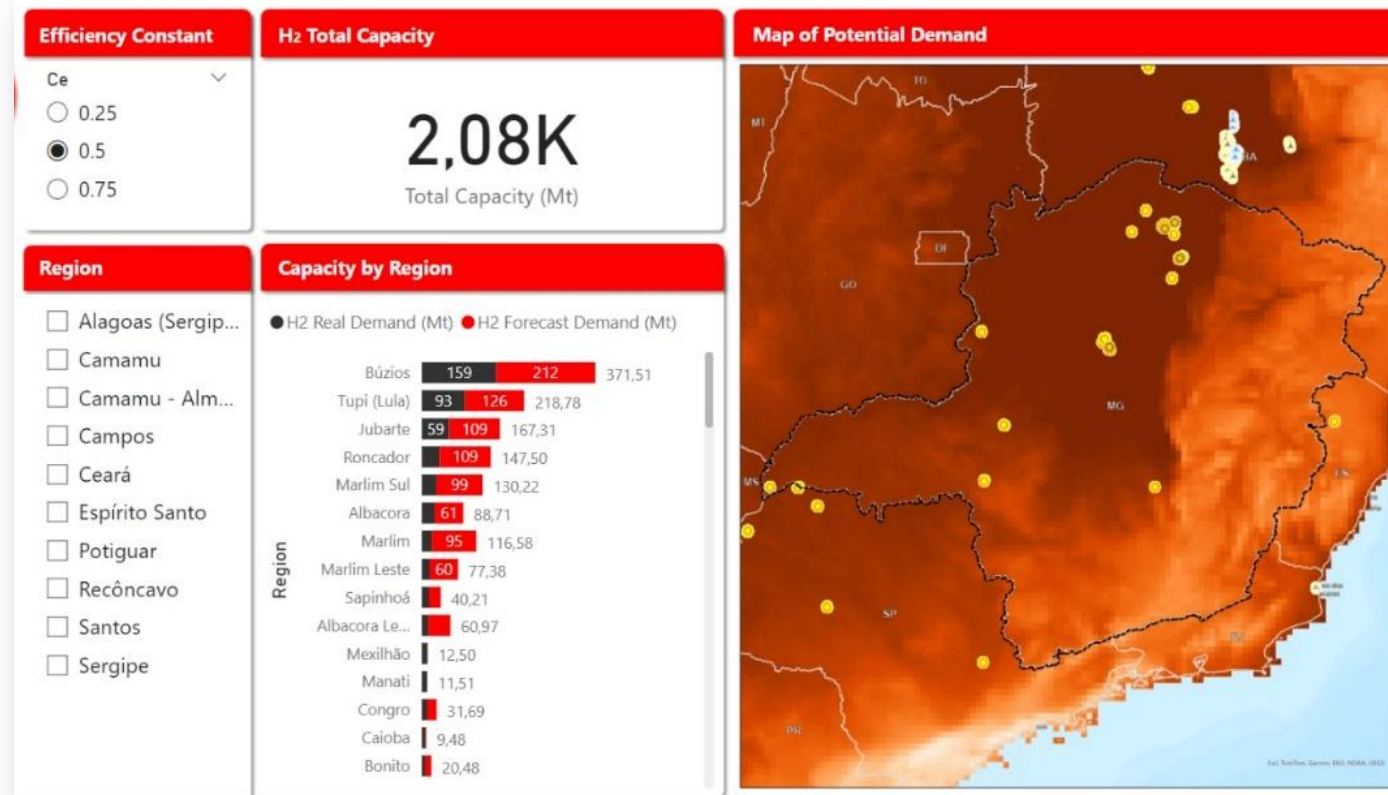 Efficiency Constant
Ce
0.25
0.5
0.75
H2 Total Capacity
2,08K
Total Capacity (Mt)
Region
Alagoas (Sergip...
Camamu
Camamu - Alm...
Campos
Ceará
Espírito Santo
Potiguar
Recôncavo
Santos
Sergipe
Capacity by Region
H2 Real Demand (Mt) H2 Forecast Demand (Mt)
Region
Búzios 159 212 371,51
Tupi (Lula) 93 126 218,78
Jubarte 59 109 167,31
Roncador 109 147,50
Marlim Sul 99 130,22
Albacora 61 88,71
Marlim 95 116,58
Marlim Leste 60 77,38
Sapinhoá 40,21
Albacora Le... 60,97
Mexilhão 12,50
Manati 11,51
Congro 31,69
Caioba 9,48
Bonito 20,48
Map of Potential Demand
TO
MT
BA
DF
GO
MG
MS
ES
SP
RJ
PR